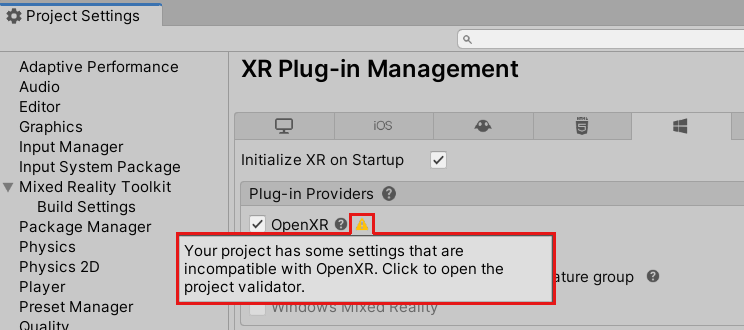 Project Settings
Adaptive Performance
Audio
Editor
Graphics
Input Manager
Input System Package
Mixed Reality Toolkit
Build Settings
Package Manager
Physics
Physics 2D
Player
Preset Manager
Quality
XR Plug-in Management
iOS
Initialize XR on Startup
Plug-in Providers
OpenXR
Your project has some settings that are
incompatible with OpenXR. Click to open the
project validator.
ature group
Windows Mixed Reality